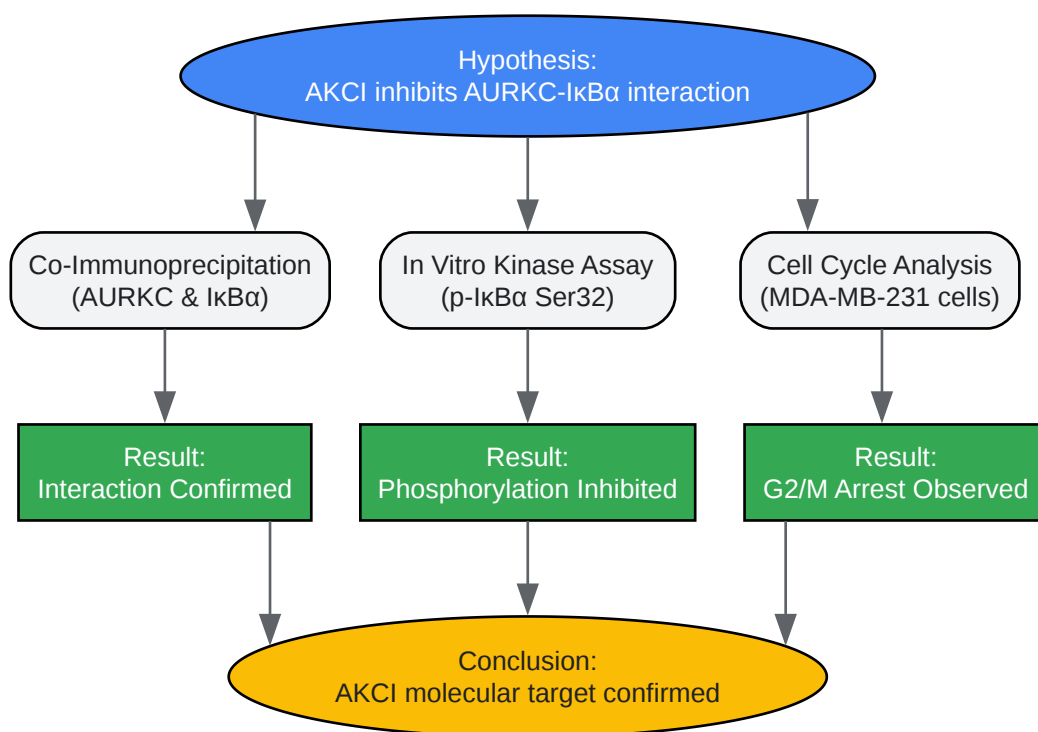 Hypothesis:
AKCI inhibits AURKC-IκBα interaction
Co-Immunoprecipitation
(AURKC & IκBα)
In Vitro Kinase Assay
(p-IκBα Ser32)
Cell Cycle Analysis
(MDA-MB-231 cells)
Result:
Interaction Confirmed
Result:
Phosphorylation Inhibited
Result:
G2/M Arrest Observed
Conclusion:
AKCI molecular target confirmed